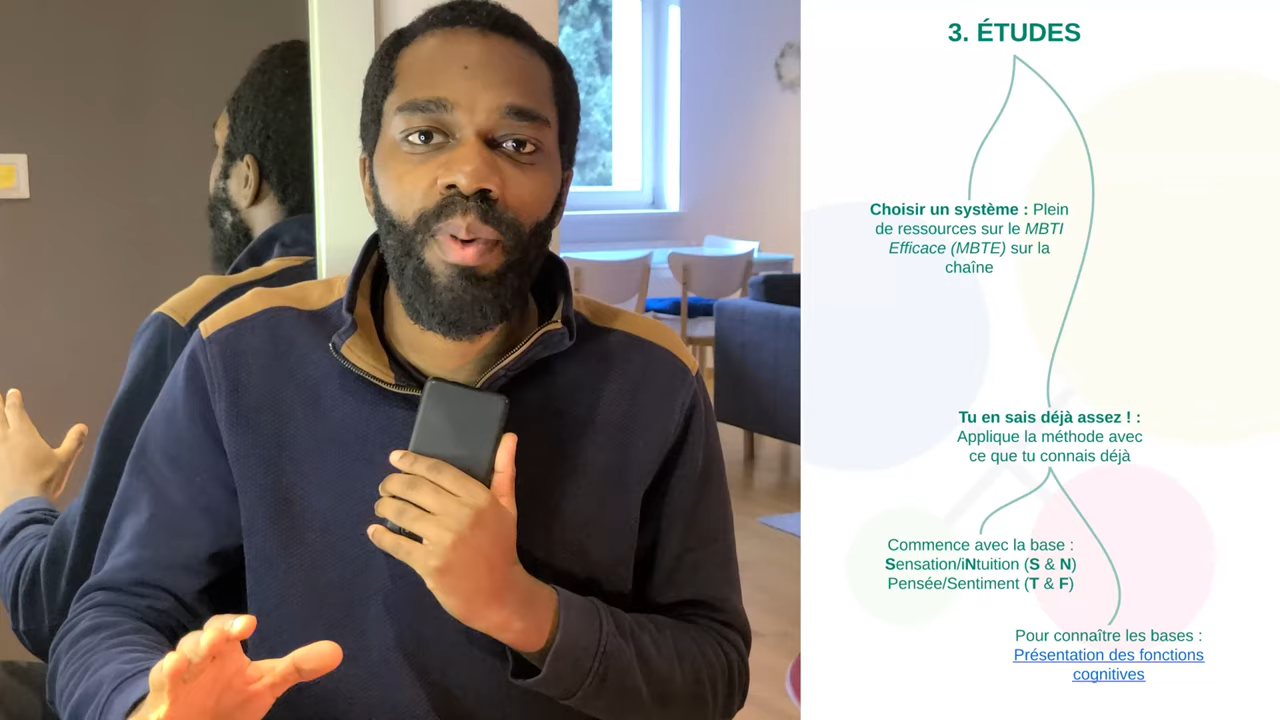 3. ÉTUDES
Choisir un système : Plein
de ressources sur le MBTI
Efficace (MBTE) sur la
chaîne
Tu en sais déjà assez ! :
Applique la méthode avec
ce que tu connais déjà
Commence avec la base :
Sensation/iNtuition (S & N)
Pensée/Sentiment (T & F)
Pour connaître les bases :
Présentation des fonctions
cognitives